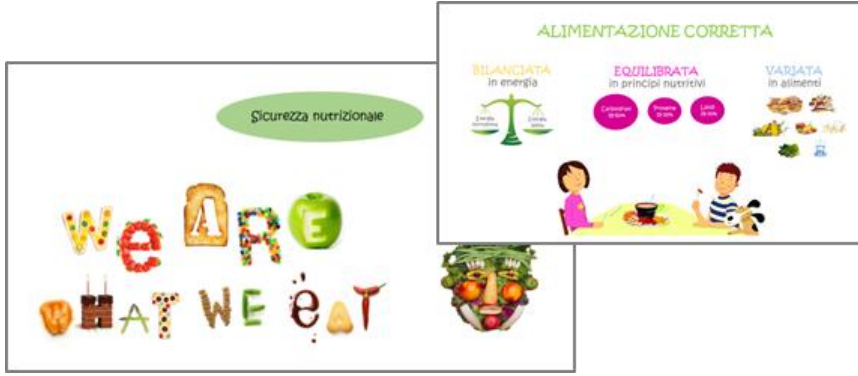 Sicurezza nutrizionale
We ARE
WHAT WE eAT
ALIMENTAZIONE CORRETTA
BILANCIATA
in energia
EQUILIBRATA
in principi nutritivi
Carboidrati
Proteine
Lipidi
VARIATA
in alimenti